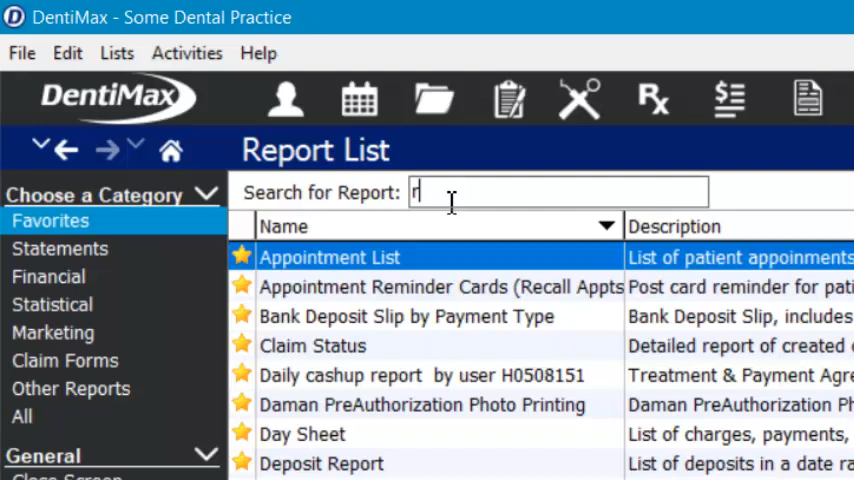 DentiMax - Some Dental Practice
File Edit Lists Activities Help
DentiMax
Rx
Report List
Choose a Category
Search for Report: r
Favorites
Statements
Financial
Statistical
Marketing
Claim Forms
Other Reports
All
General
Close Screen
Name Description
Appointment List List of patient appoinments
Appointment Reminder Cards (Recall Appts Post card reminder for pati
Bank Deposit Slip by Payment Type Bank Deposit Slip, includes
Claim Status Detailed report of created
Daily cashup report by user H0508151 Treatment & Payment Agre
Daman PreAuthorization Photo Printing Daman PreAuthorization Ph
Day Sheet List of charges, payments,
Deposit Report List of deposits in a date ra